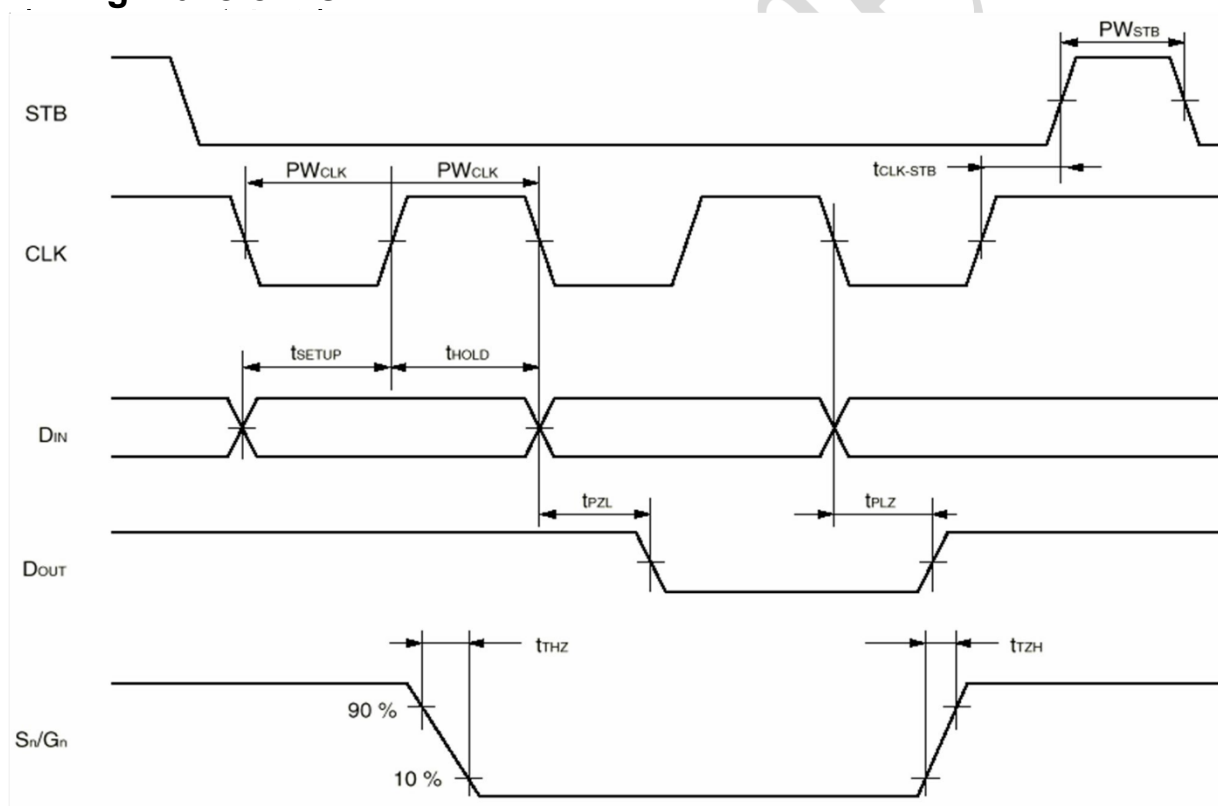 PWSTB
STB
PWCLK PWCLK
tCLK-STB
CLK
tSETUP tHOLD
DIN
tPZL tPLZ
DOUT
tTHZ tTZH
90 %
Sn/Gn
10 %